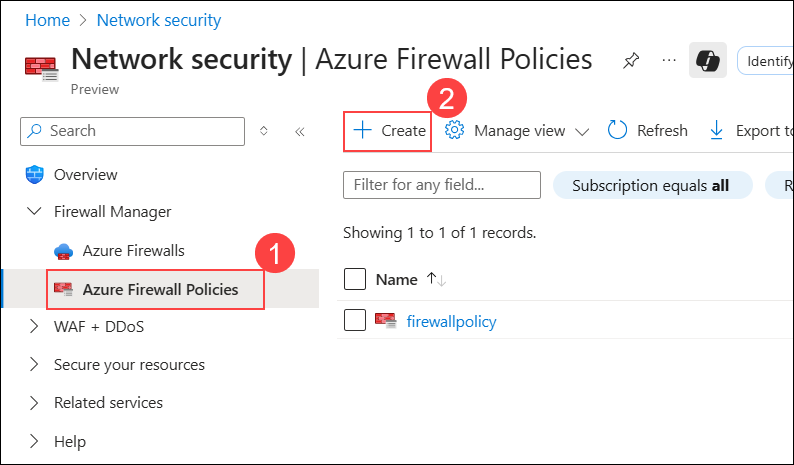 Home > Network security >
Network security | Azure Firewall Policies
Preview
... Identify
Search
«
1
2
+ Create
Manage view
Refresh
Export to
Overview
Firewall Manager
Azure Firewalls
Azure Firewall Policies
WAF + DDoS
Secure your resources
Related services
Help
Filter for any field...
Subscription equals all
R
Showing 1 to 1 of 1 records.
Name ↑↓
firewallpolicy